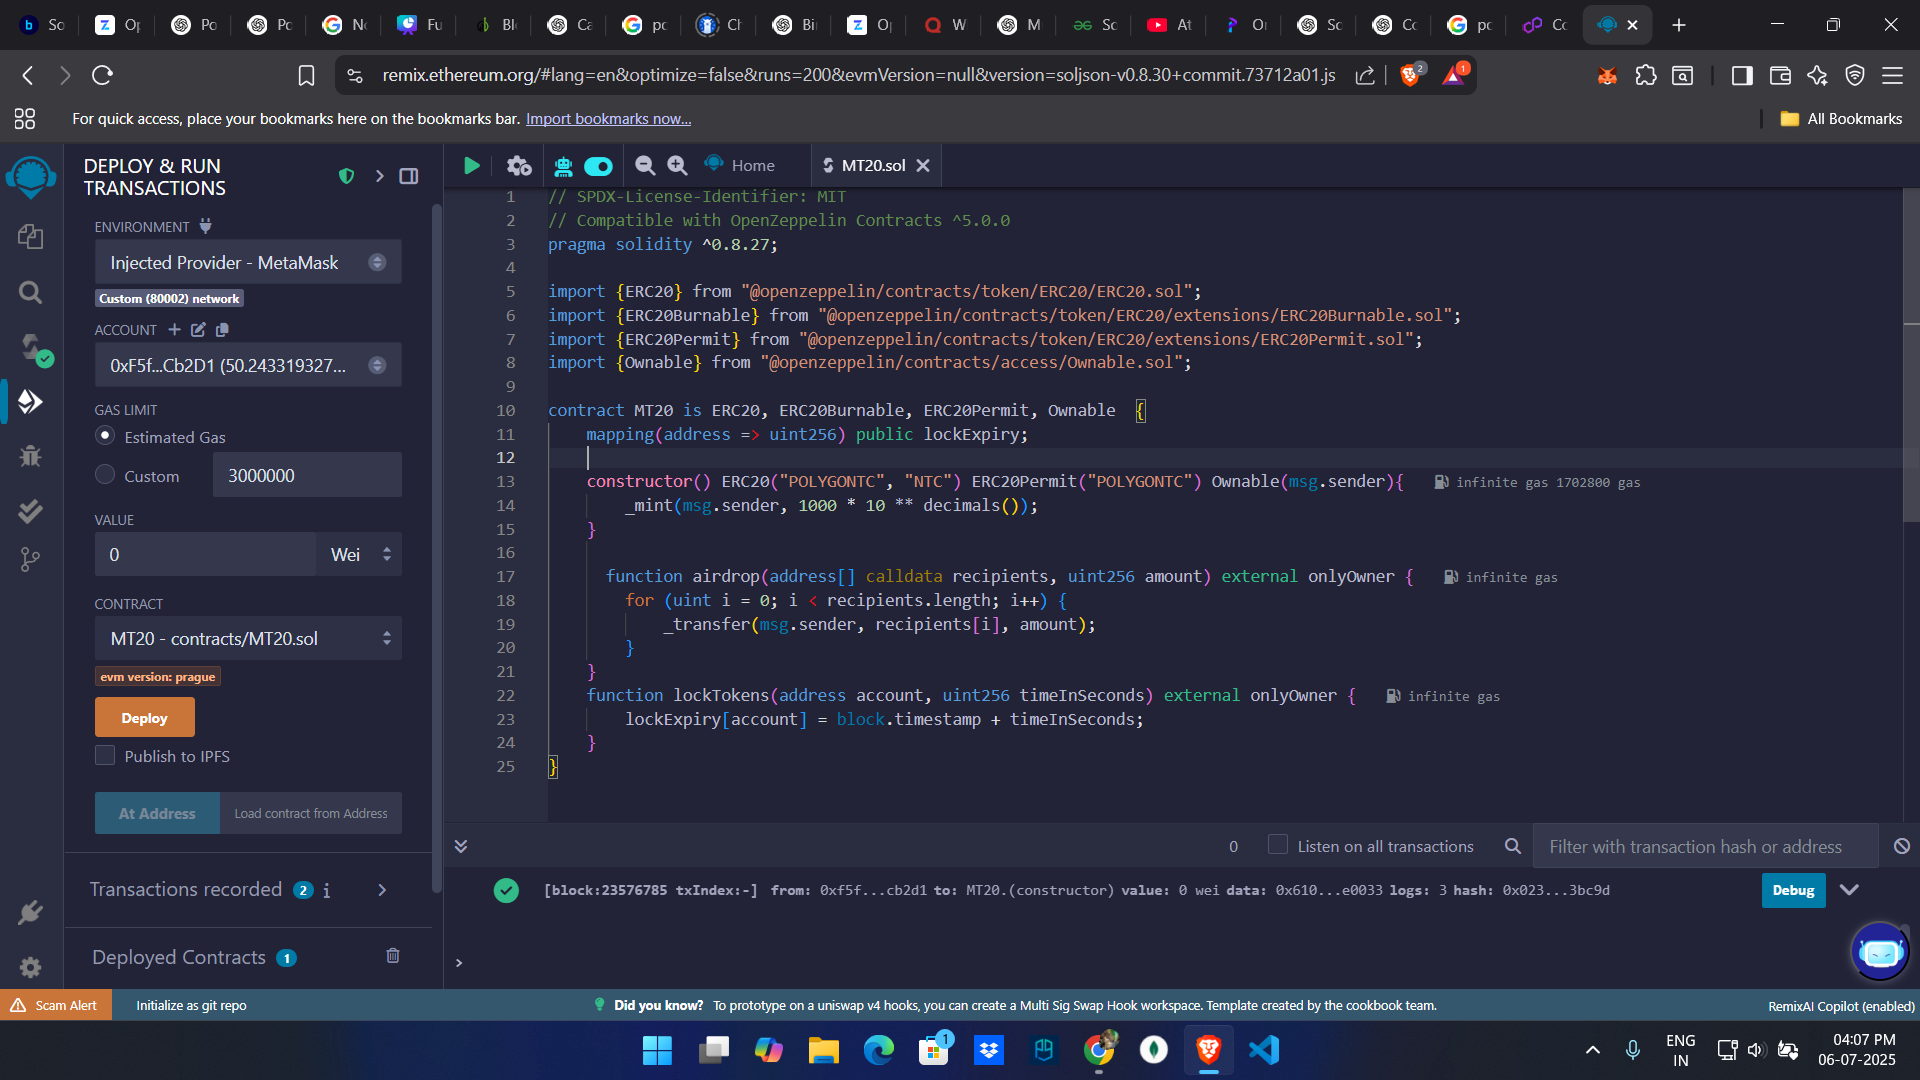 So
Op
Po
Po
Ne
Fu
Bl
Ca
po
Ch
Bi
Op
W
M
Sc
At
Or
Sc
Co
po
Co
remix.ethereum.org/#lang=en&optimize=false&runs=200&evmVersion=null&version=soljson-v0.8.30+commit.73712a01.js
2
1
For quick access, place your bookmarks here on the bookmarks bar. Import bookmarks now...
All Bookmarks
DEPLOY & RUN
TRANSACTIONS
ENVIRONMENT
Injected Provider - MetaMask
Custom (80002) network
ACCOUNT
0xF5f...Cb2D1 (50.243319327...
GAS LIMIT
Estimated Gas
Custom
3000000
VALUE
0
Wei
CONTRACT
MT20 - contracts/MT20.sol
evm version: prague
Deploy
Publish to IPFS
At Address
Load contract from Address
Transactions recorded 2 i
Deployed Contracts 1
Home
MT20.sol
1 // SPDX-License-Identifier: MIT
2 // Compatible with OpenZeppelin Contracts ^5.0.0
3 pragma solidity ^0.8.27;
4
5 import {ERC20} from "@openzeppelin/contracts/token/ERC20/ERC20.sol";
6 import {ERC20Burnable} from "@openzeppelin/contracts/token/ERC20/extensions/ERC20Burnable.sol";
7 import {ERC20Permit} from "@openzeppelin/contracts/token/ERC20/extensions/ERC20Permit.sol";
8 import {Ownable} from "@openzeppelin/contracts/access/Ownable.sol";
9
10 contract MT20 is ERC20, ERC20Burnable, ERC20Permit, Ownable  {
11     mapping(address => uint256) public lockExpiry;
12
13     constructor() ERC20("POLYGONTC", "NTC") ERC20Permit("POLYGONTC") Ownable(msg.sender){ infinite gas 1702800 gas
14         _mint(msg.sender, 1000 * 10 ** decimals());
15     }
16
17       function airdrop(address[] calldata recipients, uint256 amount) external onlyOwner { infinite gas
18         for (uint i = 0; i < recipients.length; i++) {
19             _transfer(msg.sender, recipients[i], amount);
20         }
21     }
22     function lockTokens(address account, uint256 timeInSeconds) external onlyOwner { infinite gas
23         lockExpiry[account] = block.timestamp + timeInSeconds;
24     }
25 }
0
Listen on all transactions
Filter with transaction hash or address
[block:23576785 txIndex:-] from: 0xf5f...cb2d1 to: MT20.(constructor) value: 0 wei data: 0x610...e0033 logs: 3 hash: 0x023...3bc9d
Debug
>
Scam Alert
Initialize as git repo
Did you know? To prototype on a uniswap v4 hooks, you can create a Multi Sig Swap Hook workspace. Template created by the cookbook team.
RemixAI Copilot (enabled)
1
ENG
IN
04:07 PM
06-07-2025